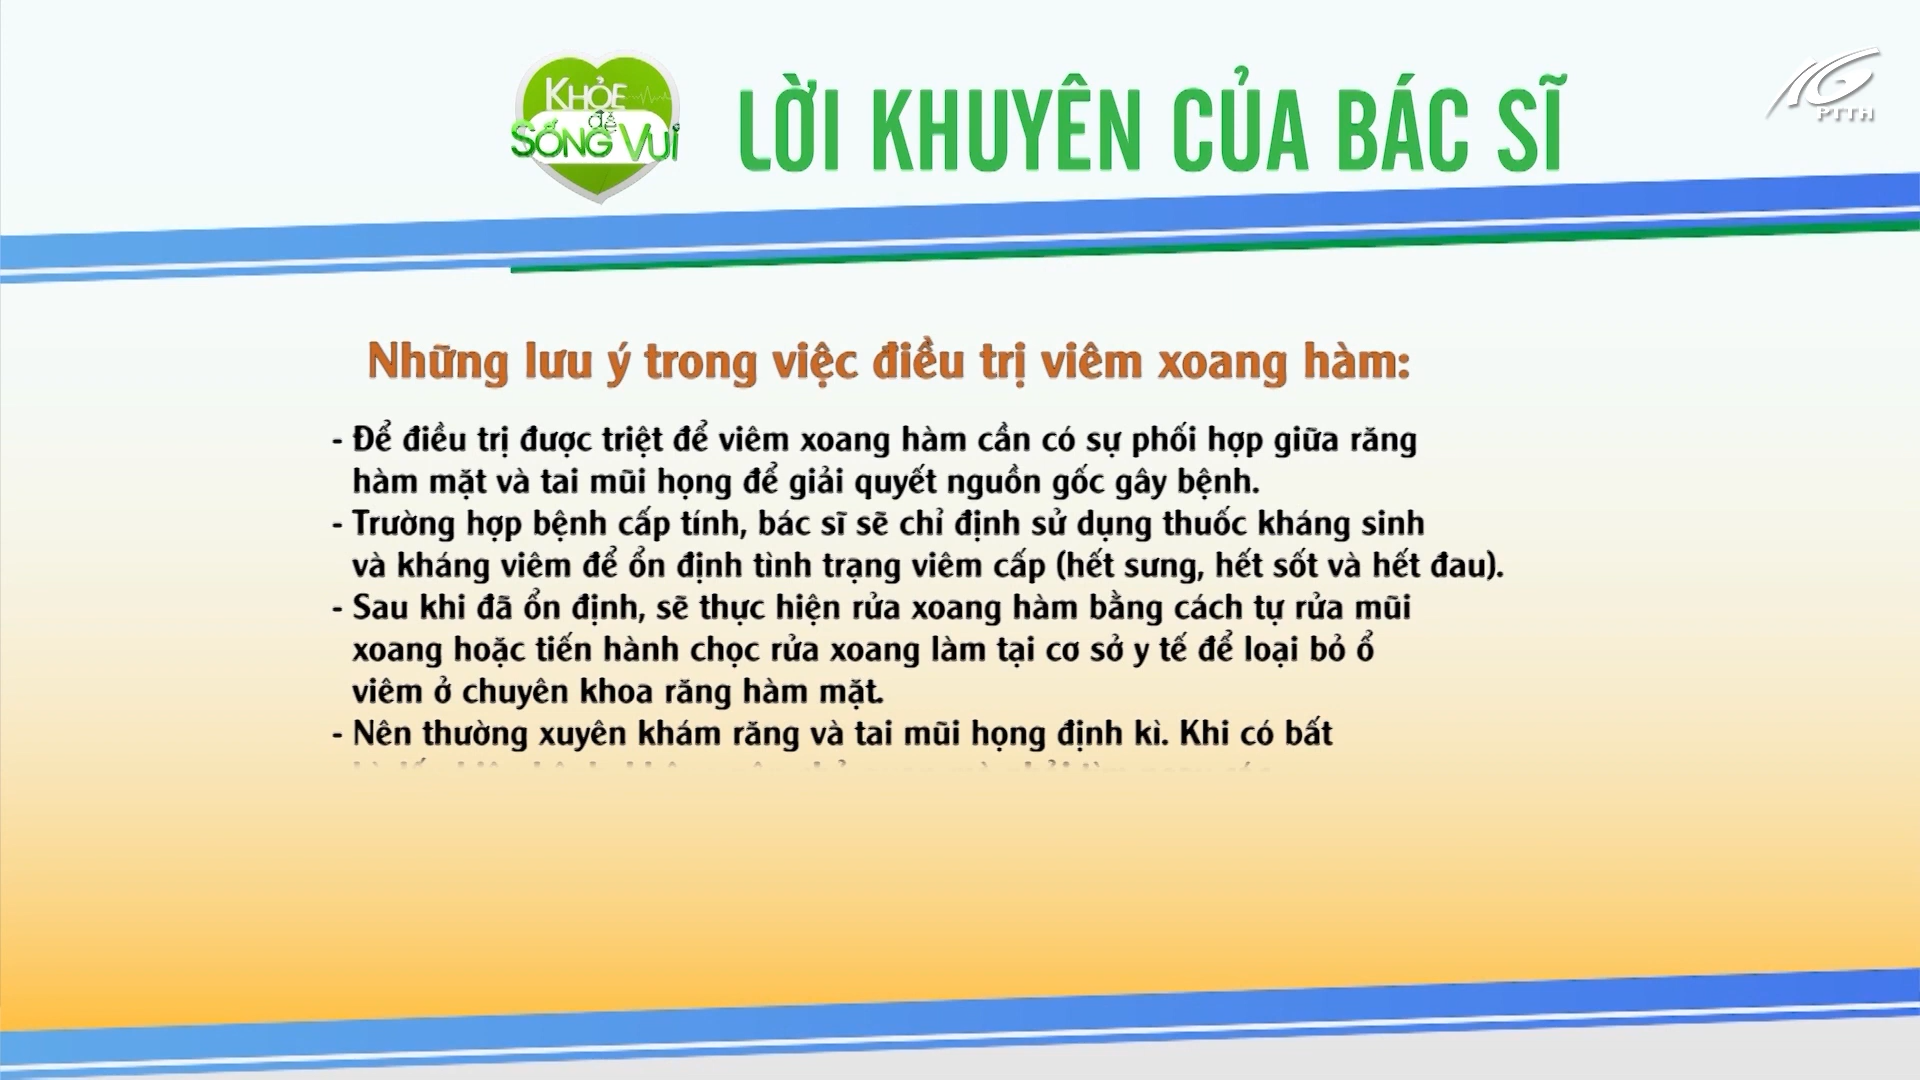 KHỎE
để
SỐNG VUI
LỜI KHUYÊN CỦA BÁC SĨ
PTTH
Những lưu ý trong việc điều trị viêm xoang hàm:
- Để điều trị được triệt để viêm xoang hàm cần có sự phối hợp giữa răng
hàm mặt và tai mũi họng để giải quyết nguồn gốc gây bệnh.
- Trường hợp bệnh cấp tính, bác sĩ sẽ chỉ định sử dụng thuốc kháng sinh
và kháng viêm để ổn định tình trạng viêm cấp (hết sưng, hết sốt và hết đau).
- Sau khi đã ổn định, sẽ thực hiện rửa xoang hàm bằng cách tự rửa mũi
xoang hoặc tiến hành chọc rửa xoang làm tại cơ sở y tế để loại bỏ ổ
viêm ở chuyên khoa răng hàm mặt.
- Nên thường xuyên khám răng và tai mũi họng định kì. Khi có bất